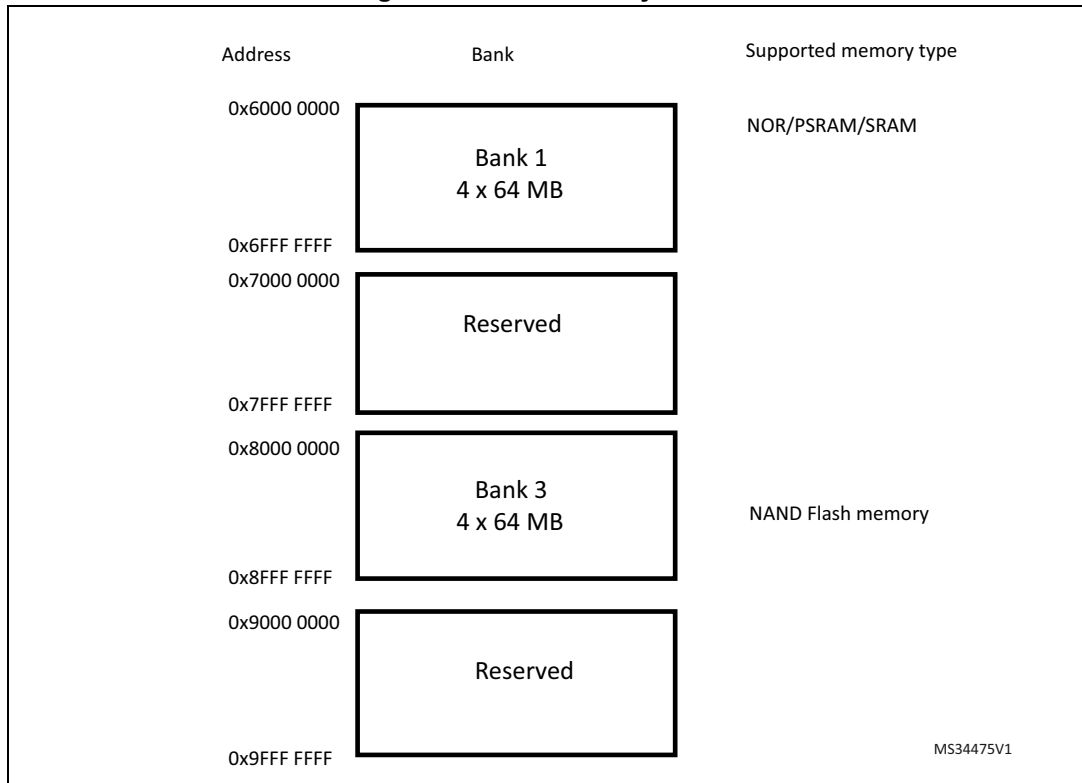 Address Bank Supported memory type
0x6000 0000
NOR/PSRAM/SRAM
Bank 1
4 x 64 MB
0x6FFF FFFF
0x7000 0000
Reserved
0x7FFF FFFF
0x8000 0000
Bank 3
4 x 64 MB
NAND Flash memory
0x8FFF FFFF
0x9000 0000
Reserved
0x9FFF FFFF
MS34475V1